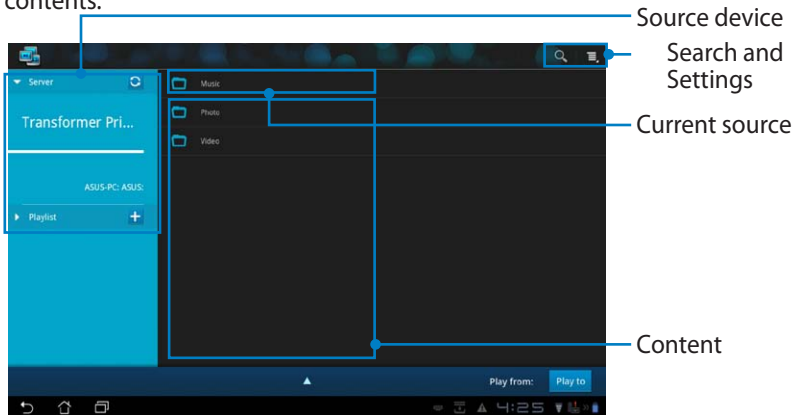 contents.
Source device
Search and
Settings
Current source
Content
Server
Transformer Pri...
ASUS-PC: ASUS:
Playlist
Music
Photo
Video
Play from:
Play to
4:25